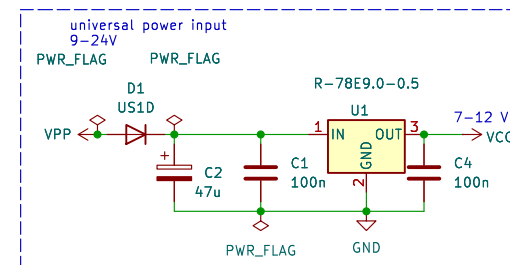 universal power input
9-24V
PWR_FLAG
PWR_FLAG
D1
US1D
R-78E9.0-0.5
U1
7-12 V
VPP
1
IN
OUT
3
VCC
GND
2
+
C2
47u
C1
100n
C4
100n
PWR_FLAG
GND